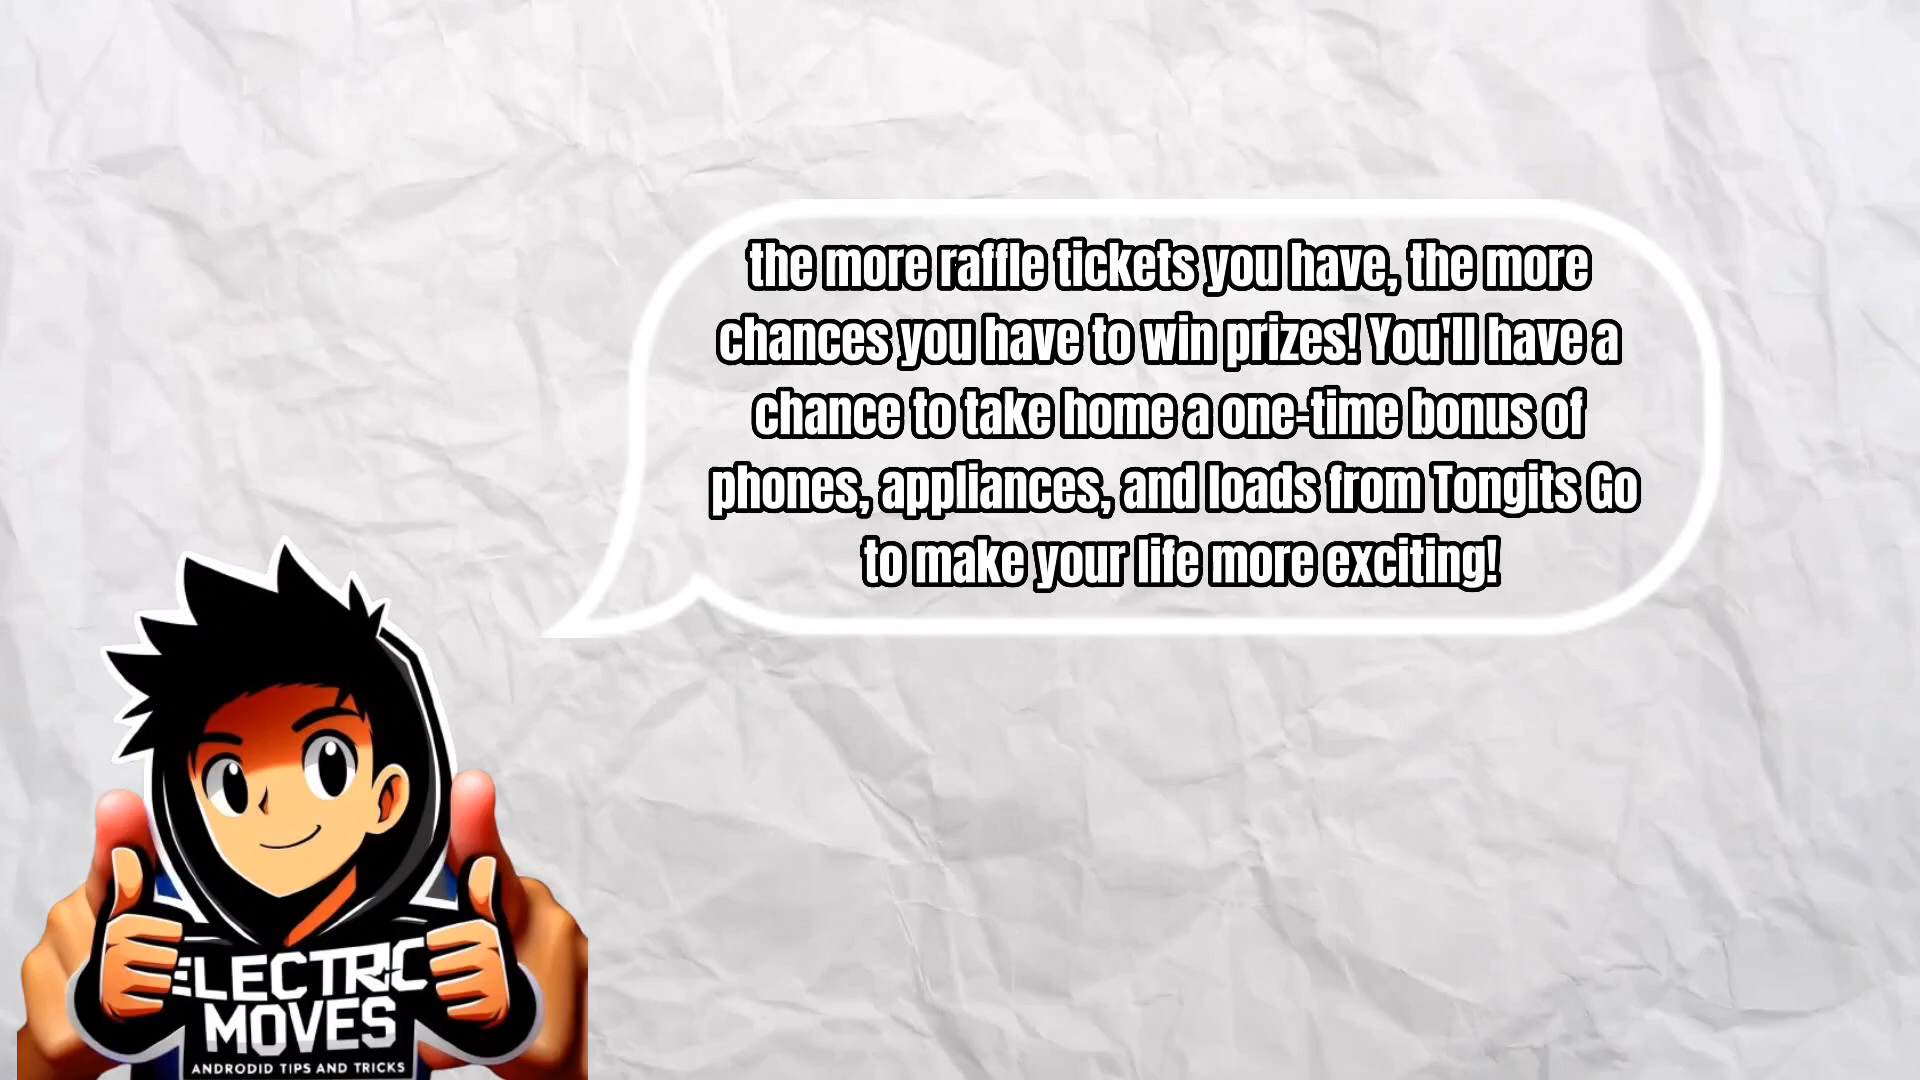 the more raffle tickets you have, the more
chances you have to win prizes! You'll have a
chance to take home a one-time bonus of
phones, appliances, and loads from Tongits Go
to make your life more exciting!
ELECTRIC
MOVES
ANDRODID TIPS AND TRICKS